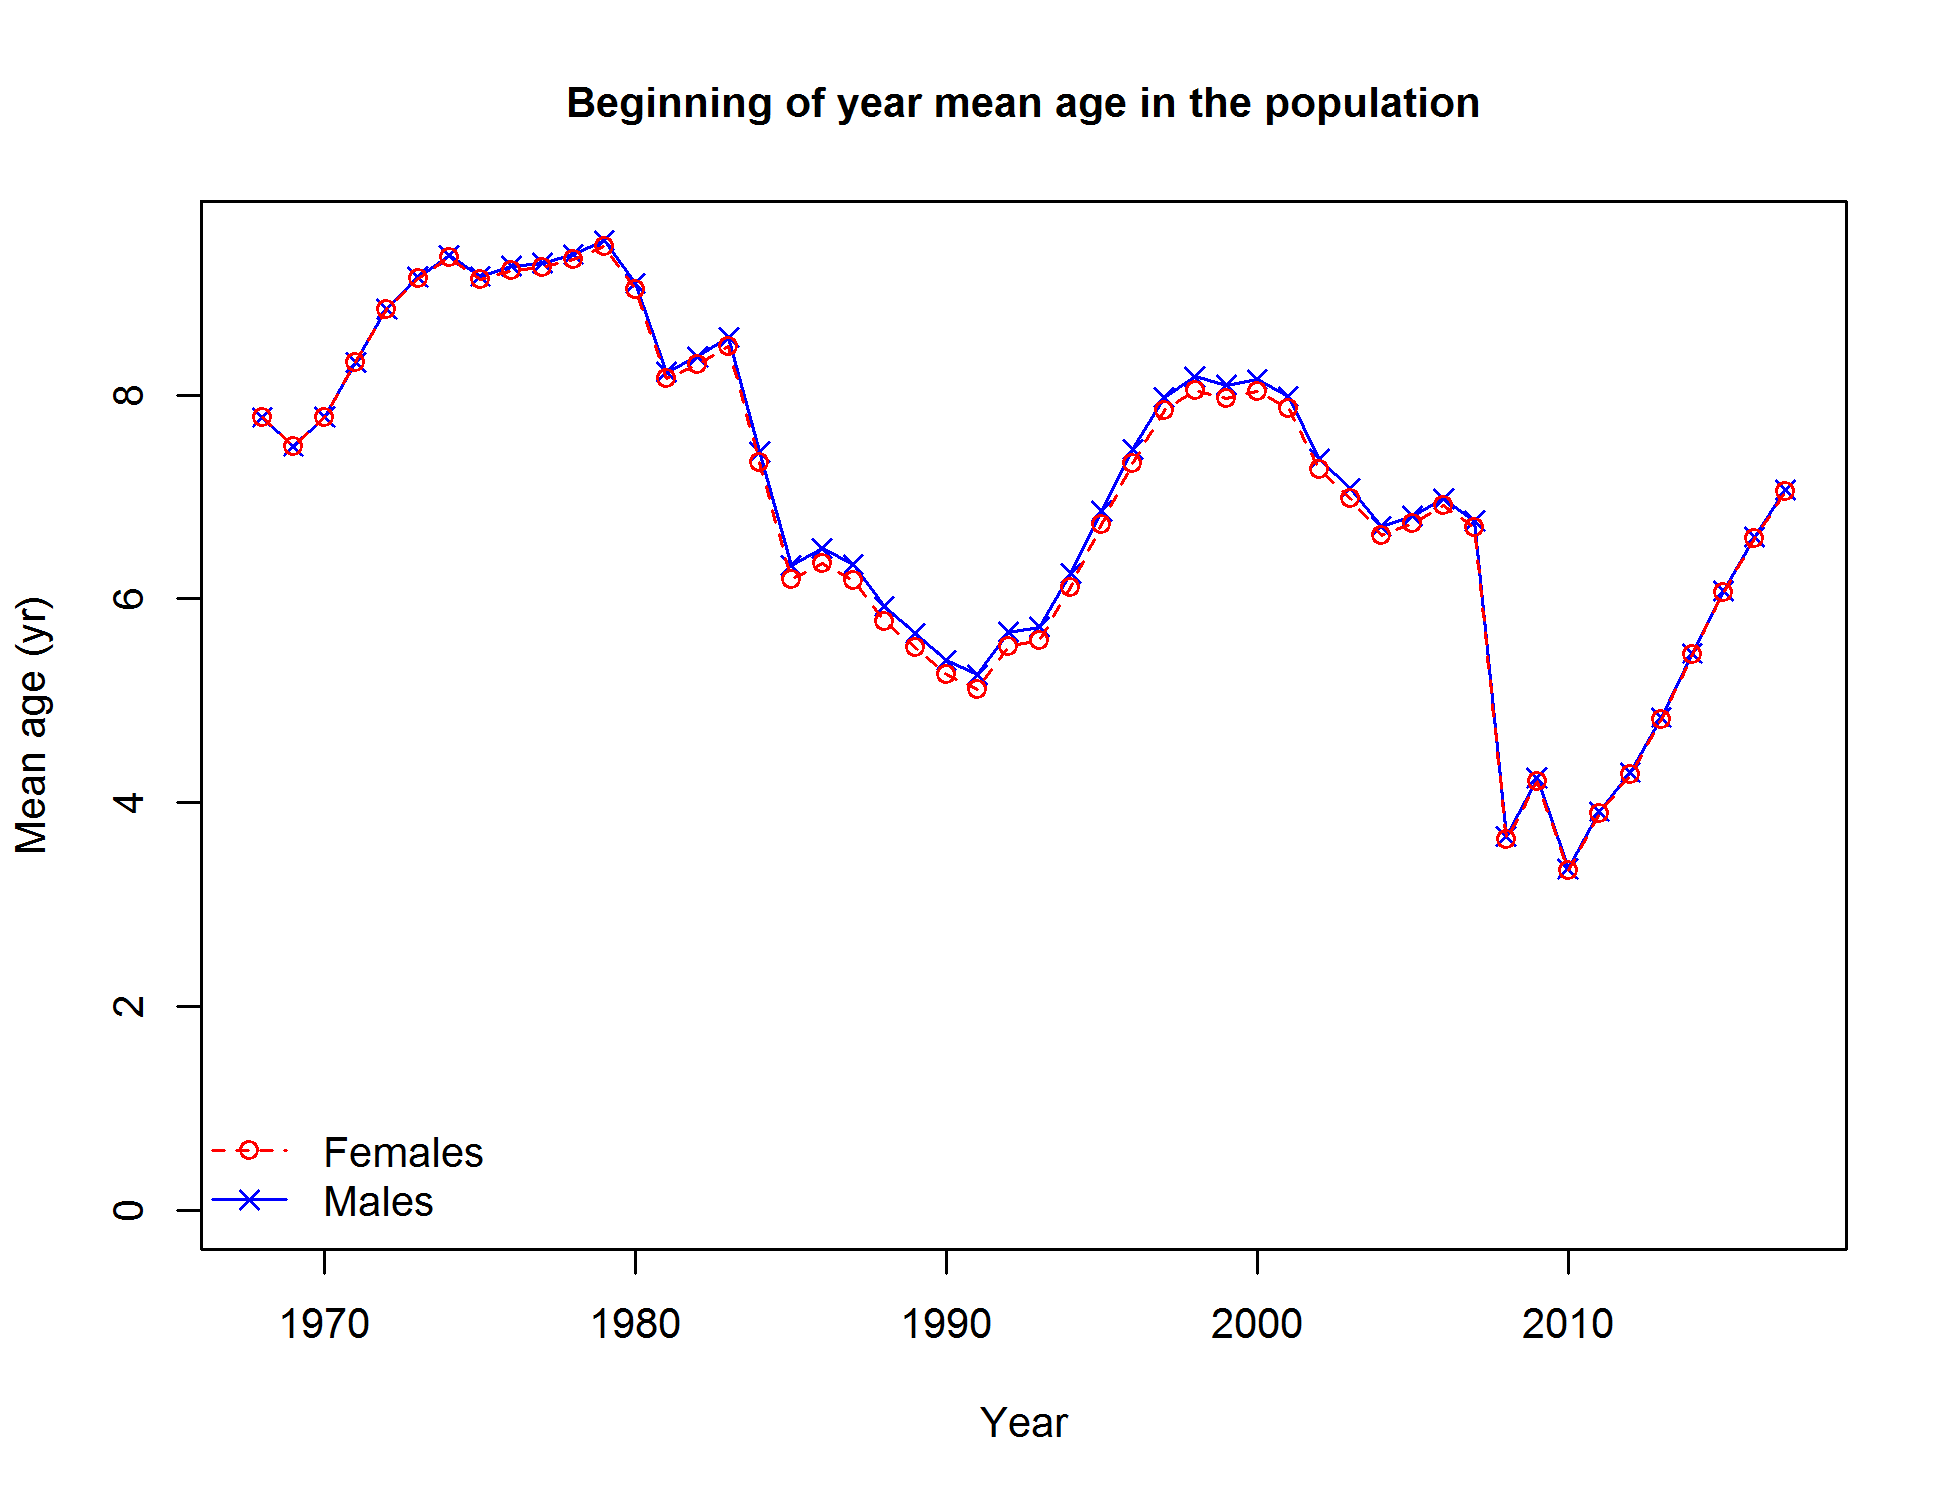 Beginning of year mean age in the population
Mean age (yr)
8
6
4
2
0
Females
Males
1970 1980 1990 2000 2010
Year